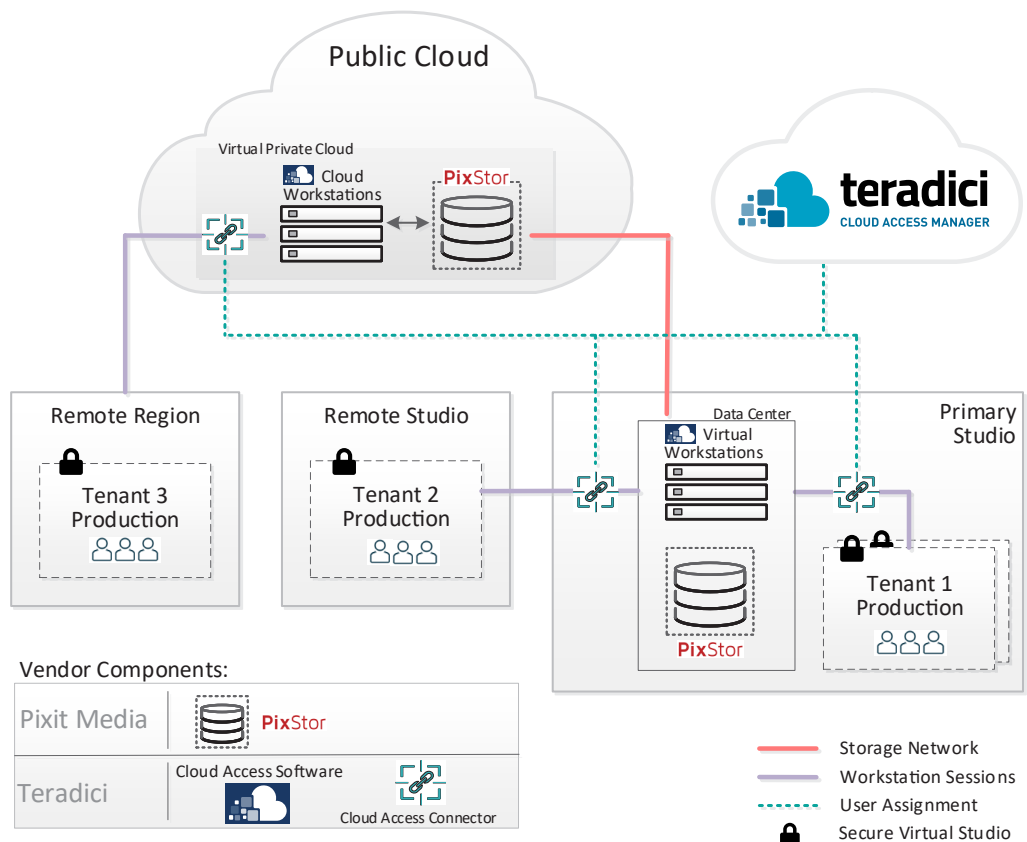 Public Cloud
Virtual Private Cloud
Cloud
Workstations
PixStor
teradici
CLOUD ACCESS MANAGER
Remote Region
Tenant 3
Production
Remote Studio
Tenant 2
Production
Primary
Studio
Data Center
Virtual
Workstations
PixStor
Tenant 1
Production
Vendor Components:
Pixit Media
PixStor
Teradici
Cloud Access Software
Cloud Access Connector
Storage Network
Workstation Sessions
User Assignment
Secure Virtual Studio